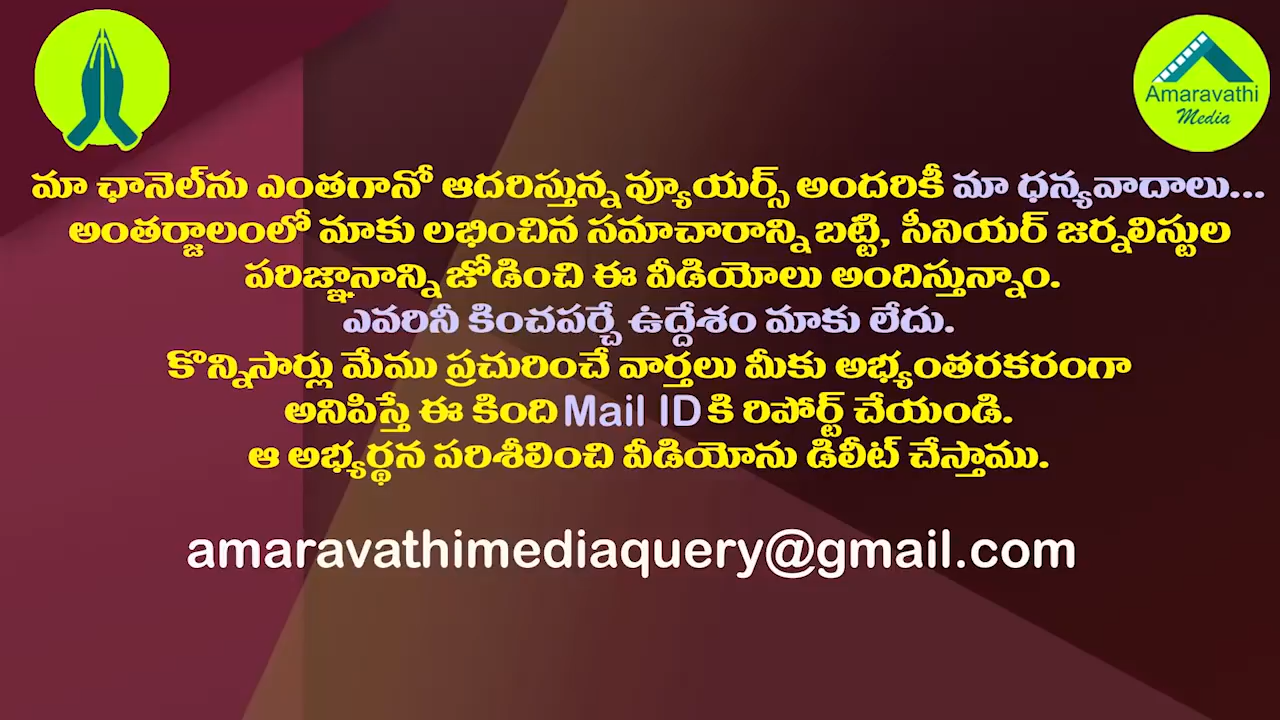 Amaravathi
Media
మా ఛానెల్‌ను ఎంతగానో ఆదరిస్తున్న వ్యూయర్స్ అందరికీ మా ధన్యవాదాలు...
అంతర్జాలంలో మాకు లభించిన సమాచారాన్ని బట్టి, సీనియర్ జర్నలిస్టుల
పరిజ్ఞానాన్ని జోడించి ఈ వీడియోలు అందిస్తున్నాం.
ఎవరినీ కించపర్చే ఉద్దేశం మాకు లేదు.
కొన్నిసార్లు మేము ప్రచురించే వార్తలు మీకు అభ్యంతరకరంగా
అనిపిస్తే ఈ కింది Mail ID కి రిపోర్ట్ చేయండి.
ఆ అభ్యర్థన పరిశీలించి వీడియోను డిలీట్ చేస్తాము.
amaravathimediaquery@gmail.com